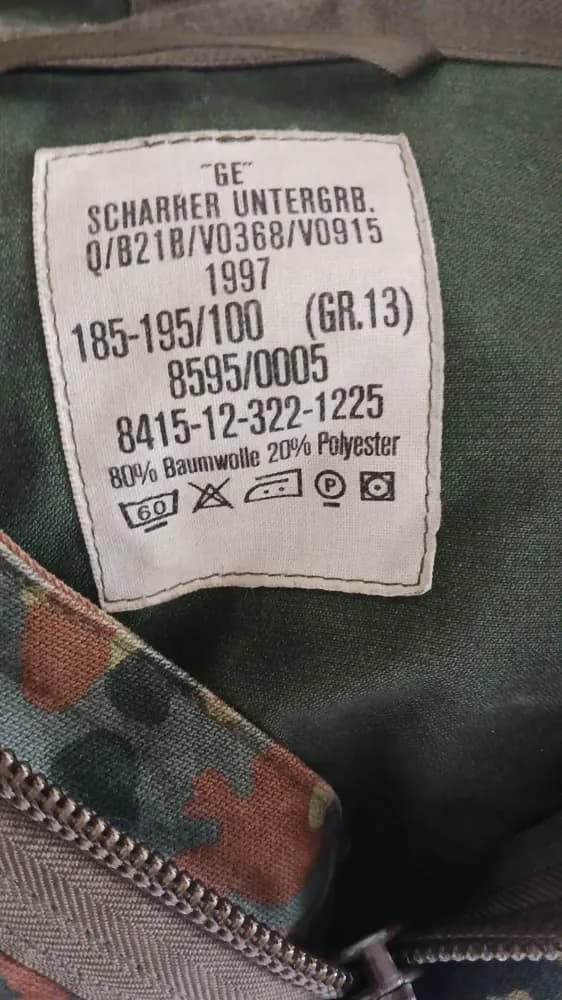 "GE"
SCHARRER UNTERGRB.
Q/B21B/V0368/V0915
1997
185-195/100 (GR.13)
8595/0005
8415-12-322-1225
80% Baumwolle 20% Polyester
60 P